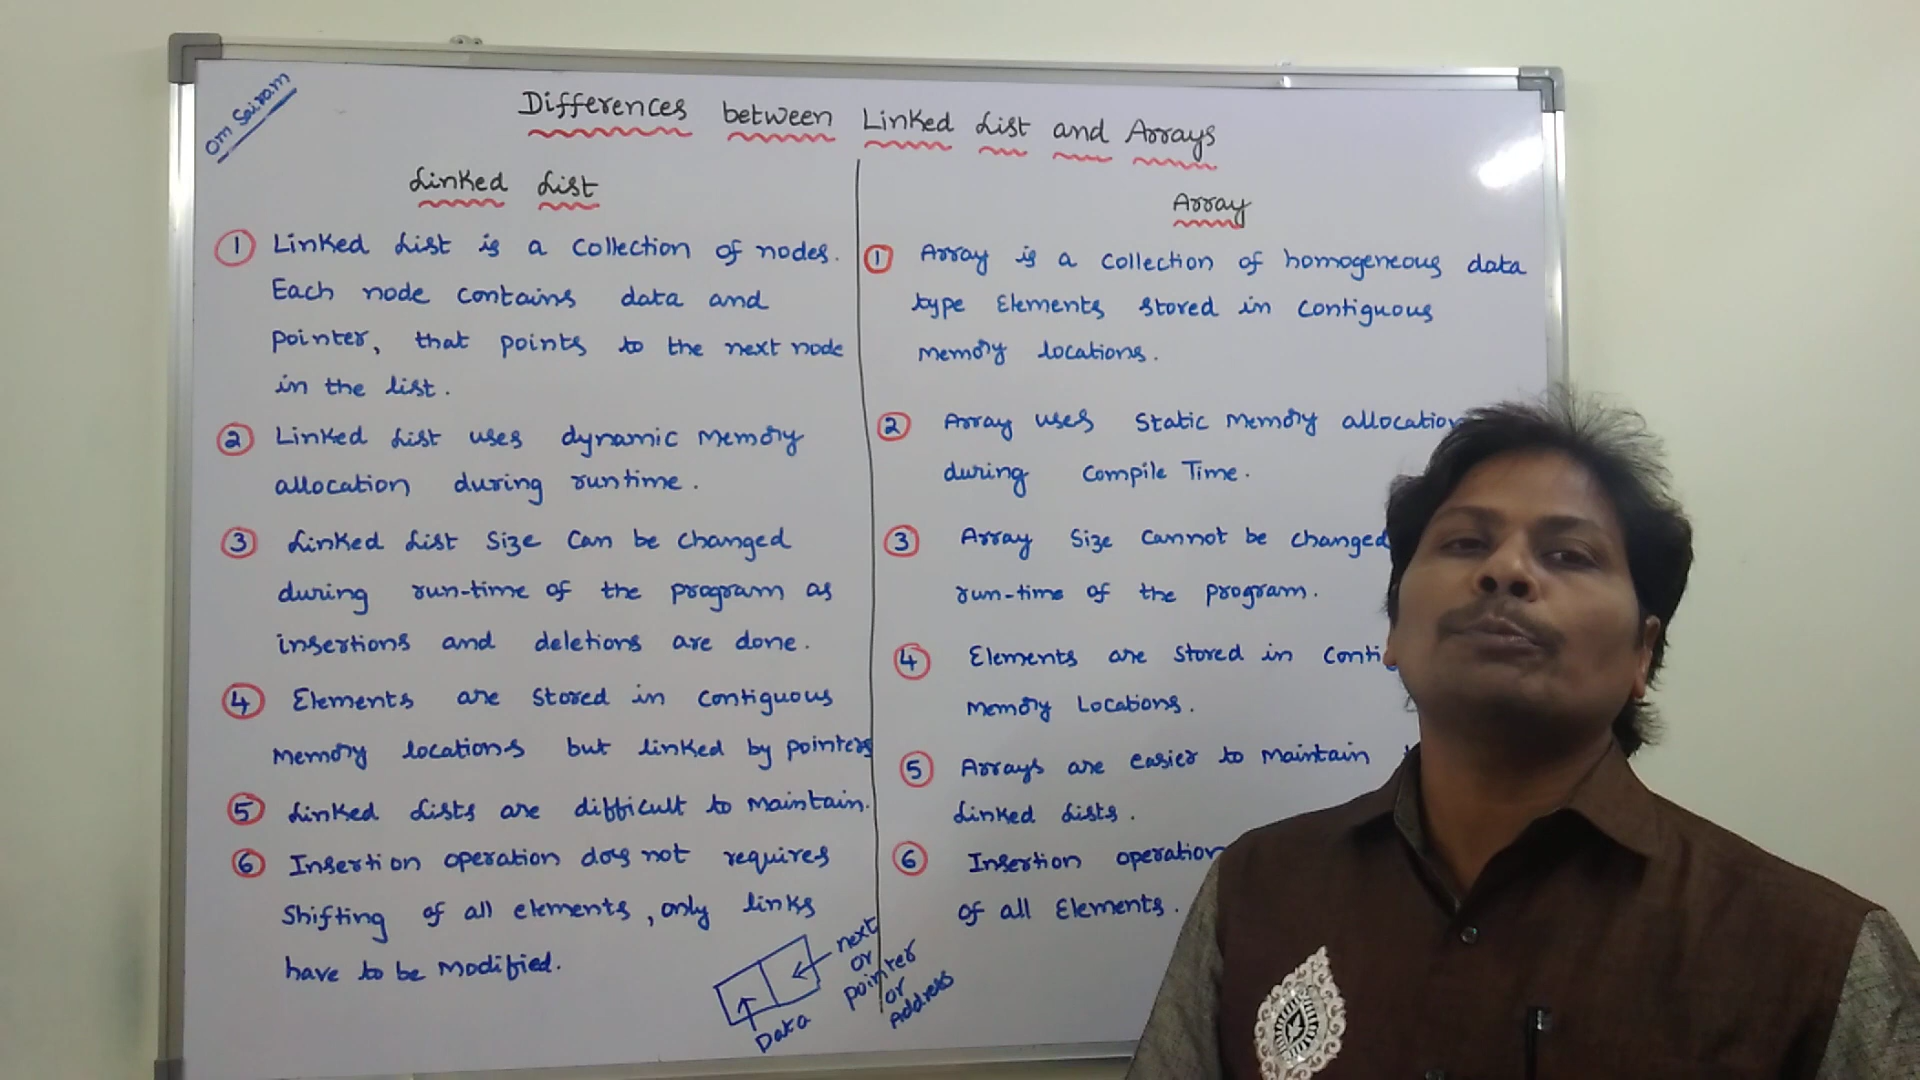 Om Sairam
Differences between Linked List and Arrays
Linked List
1 Linked List is a collection of nodes.
Each node contains data and
pointer, that points to the next node
in the list.
2 Linked List uses dynamic Memory
allocation during runtime.
3 Linked List Size can be changed
during run-time of the program as
insertions and deletions are done.
4 Elements are stored in contiguous
memory locations but linked by pointers
5 Linked Lists are difficult to Maintain.
6 Insertion operation does not requires
Shifting of all elements, only links
have to be Modified.
next
or
pointer
or
Address
Data
Array
1 Array is a collection of homogeneous data
type Elements stored in contiguous
Memory locations.
2 Array uses Static Memory allocation
during Compile Time.
3 Array Size Cannot be changed
run-time of the program.
4 Elements are stored in
Memory Locations.
5 Arrays are easier to Maintain
Linked Lists.
6 Insertion operation
of all Elements.